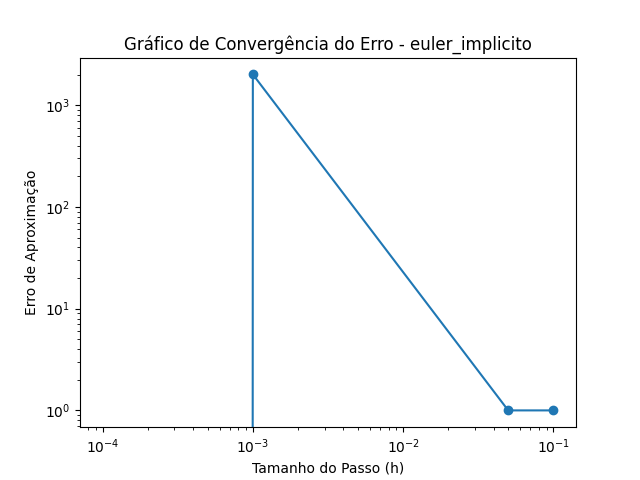 Gráfico de Convergência do Erro - euler_implicito
Erro de Aproximação
10³
10²
10¹
10⁰
10⁻⁴
10⁻³
10⁻²
10⁻¹
Tamanho do Passo (h)